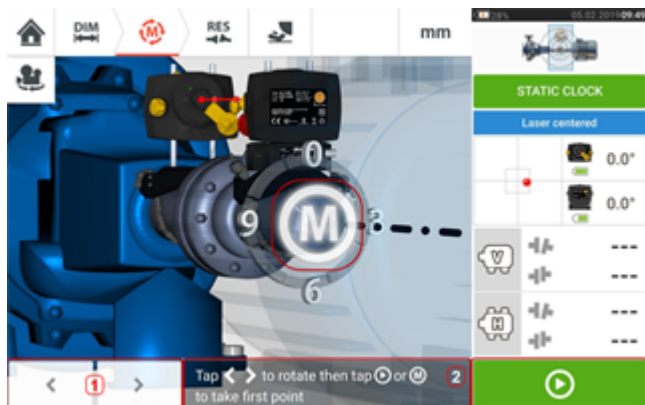 DIM
M
RES
mm
28%
05.02.2019 09:49
STATIC CLOCK
Laser centered
0.0°
0.0°
0
9
M
3
6
V
---
---
H
---
---
1
Tap < > to rotate then tap or M
2
to take first point